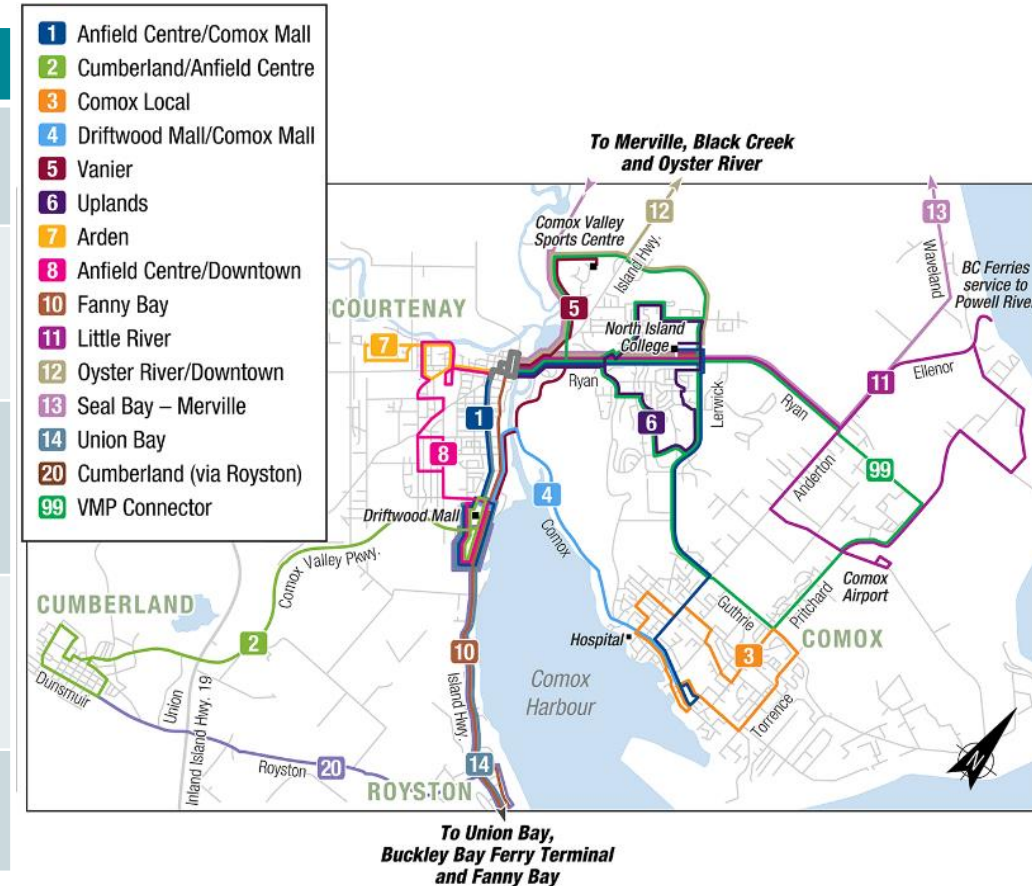 1 Anfield Centre/Comox Mall
2 Cumberland/Anfield Centre
3 Comox Local
4 Driftwood Mall/Comox Mall
5 Vanier
6 Uplands
7 Arden
8 Anfield Centre/Downtown
10 Fanny Bay
11 Little River
12 Oyster River/Downtown
13 Seal Bay – Merville
14 Union Bay
20 Cumberland (via Royston)
99 VMP Connector
To Merville, Black Creek
and Oyster River
12
13
Comox Valley
Sports Centre
Island Hwy.
Waveland
BC Ferries
service to
Powell River
COURTENAY
5
North Island
College
7
Ryan
Ellenor
11
1
Lerwick
Ryan
6
8
Anderton
99
4
Driftwood Mall
Comox
Comox Valley Pkwy.
Comox
Airport
CUMBERLAND
Guthrie
Pritchard
COMOX
2
10
Hospital
3
Dunsmuir
Union
Inland Island Hwy. 19
Island Hwy.
Comox
Harbour
Torrence
N
Royston
20
14
ROYSTON
To Union Bay,
Buckley Bay Ferry Terminal
and Fanny Bay